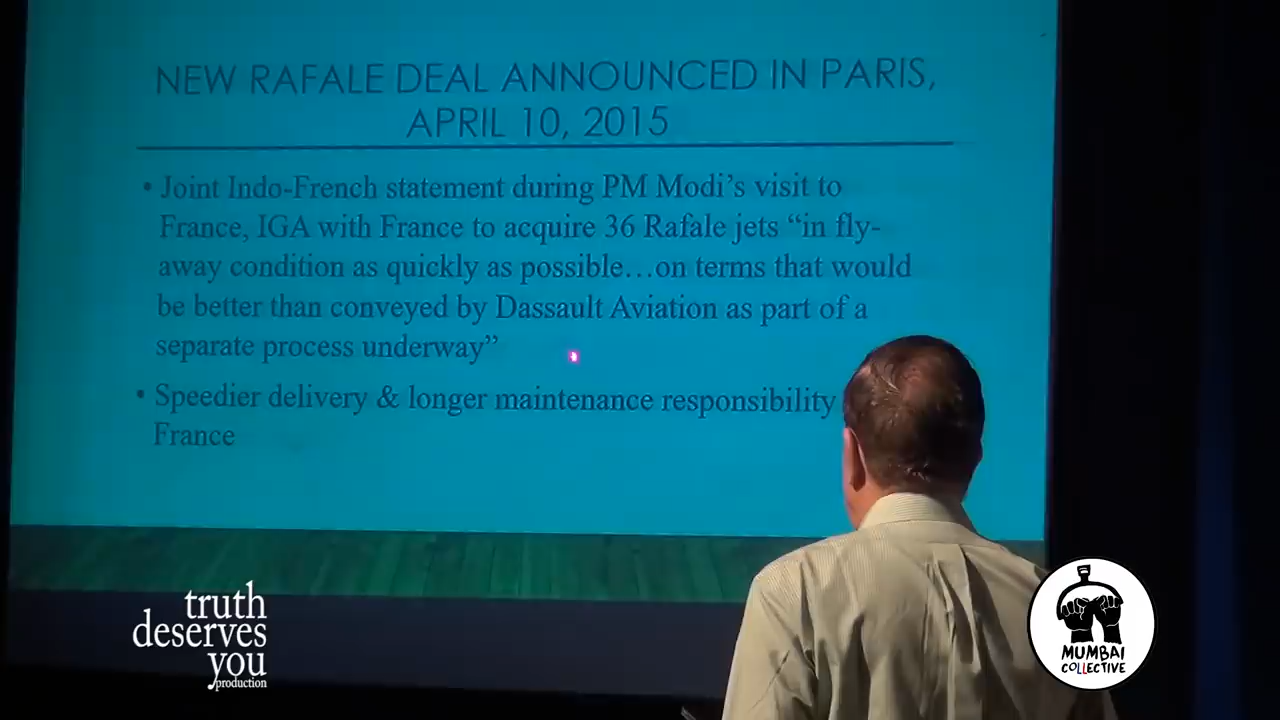 NEW RAFALE DEAL ANNOUNCED IN PARIS,
APRIL 10, 2015
• Joint Indo-French statement during PM Modi's visit to
France, IGA with France to acquire 36 Rafale jets “in fly-
away condition as quickly as possible…on terms that would
be better than conveyed by Dassault Aviation as part of a
separate process underway”
• Speedier delivery & longer maintenance responsibility
France
truth
deserves
you
production
MUMBAI
COLLECTIVE